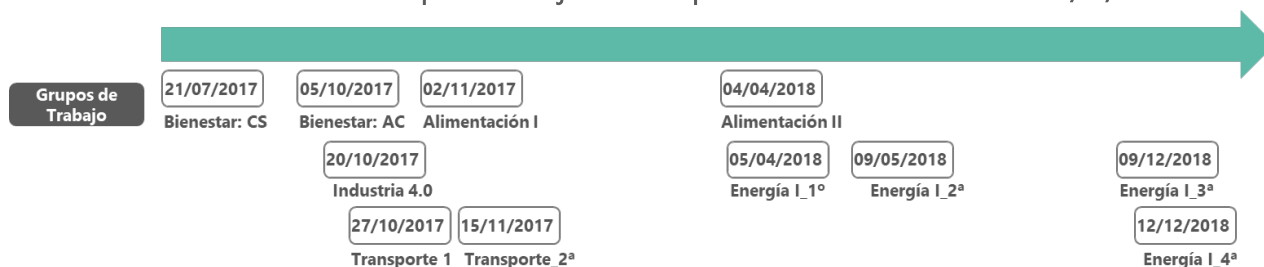 Grupos de
Trabajo
21/07/2017
05/10/2017
02/11/2017
04/04/2018
Bienestar: CS
Bienestar: AC
Alimentación I
Alimentación II
20/10/2017
05/04/2018
09/05/2018
09/12/2018
Industria 4.0
Energía I_1º
Energía I_2ª
Energía I_3ª
27/10/2017
15/11/2017
12/12/2018
Transporte 1
Transporte_2ª
Energía I_4ª